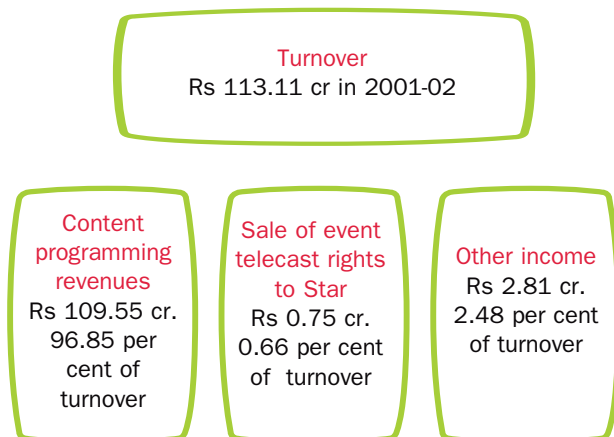 Turnover
Rs 113.11 cr in 2001-02
Content
programming
revenues
Rs 109.55 cr.
96.85 per
cent of
turnover
Sale of event
telecast rights
to Star
Rs 0.75 cr.
0.66 per cent
of turnover
Other income
Rs 2.81 cr.
2.48 per cent
of turnover